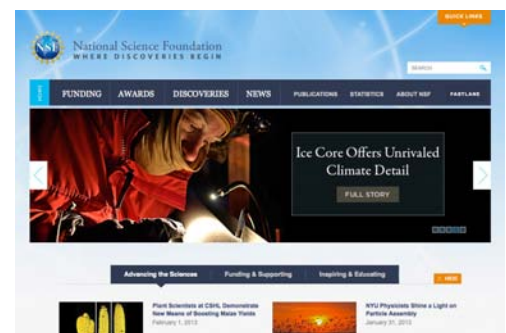 QUICK LINKS
NSF
National Science Foundation
WHERE DISCOVERIES BEGIN
SEARCH
HOME
FUNDING AWARDS DISCOVERIES NEWS PUBLICATIONS STATISTICS ABOUT NSF FASTLANE
Ice Core Offers Unrivaled
Climate Detail
FULL STORY
Advancing the Sciences Funding & Supporting Inspiring & Educating
HIDE
Plant Scientists at CSHL Demonstrate
New Means of Boosting Maize Yields
February 1, 2013
NYU Physicists Shine a Light on
Particle Assembly
January 31, 2013